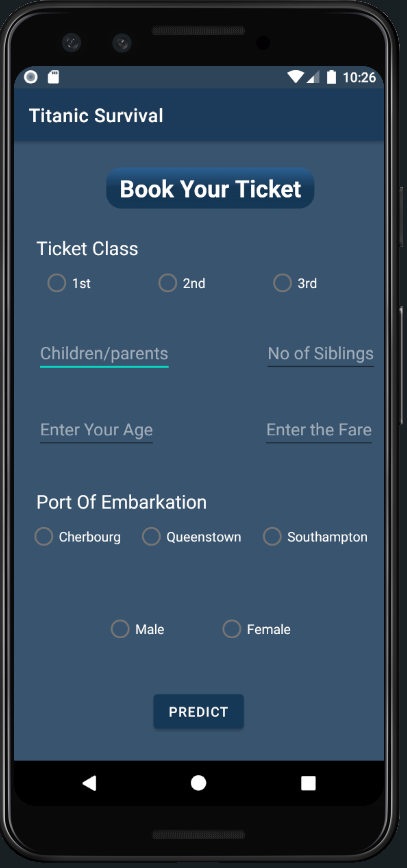 10:26
Titanic Survival
Book Your Ticket
Ticket Class
1st 2nd 3rd
Children/parents No of Siblings
Enter Your Age Enter the Fare
Port Of Embarkation
Cherbourg Queenstown Southampton
Male Female
PREDICT